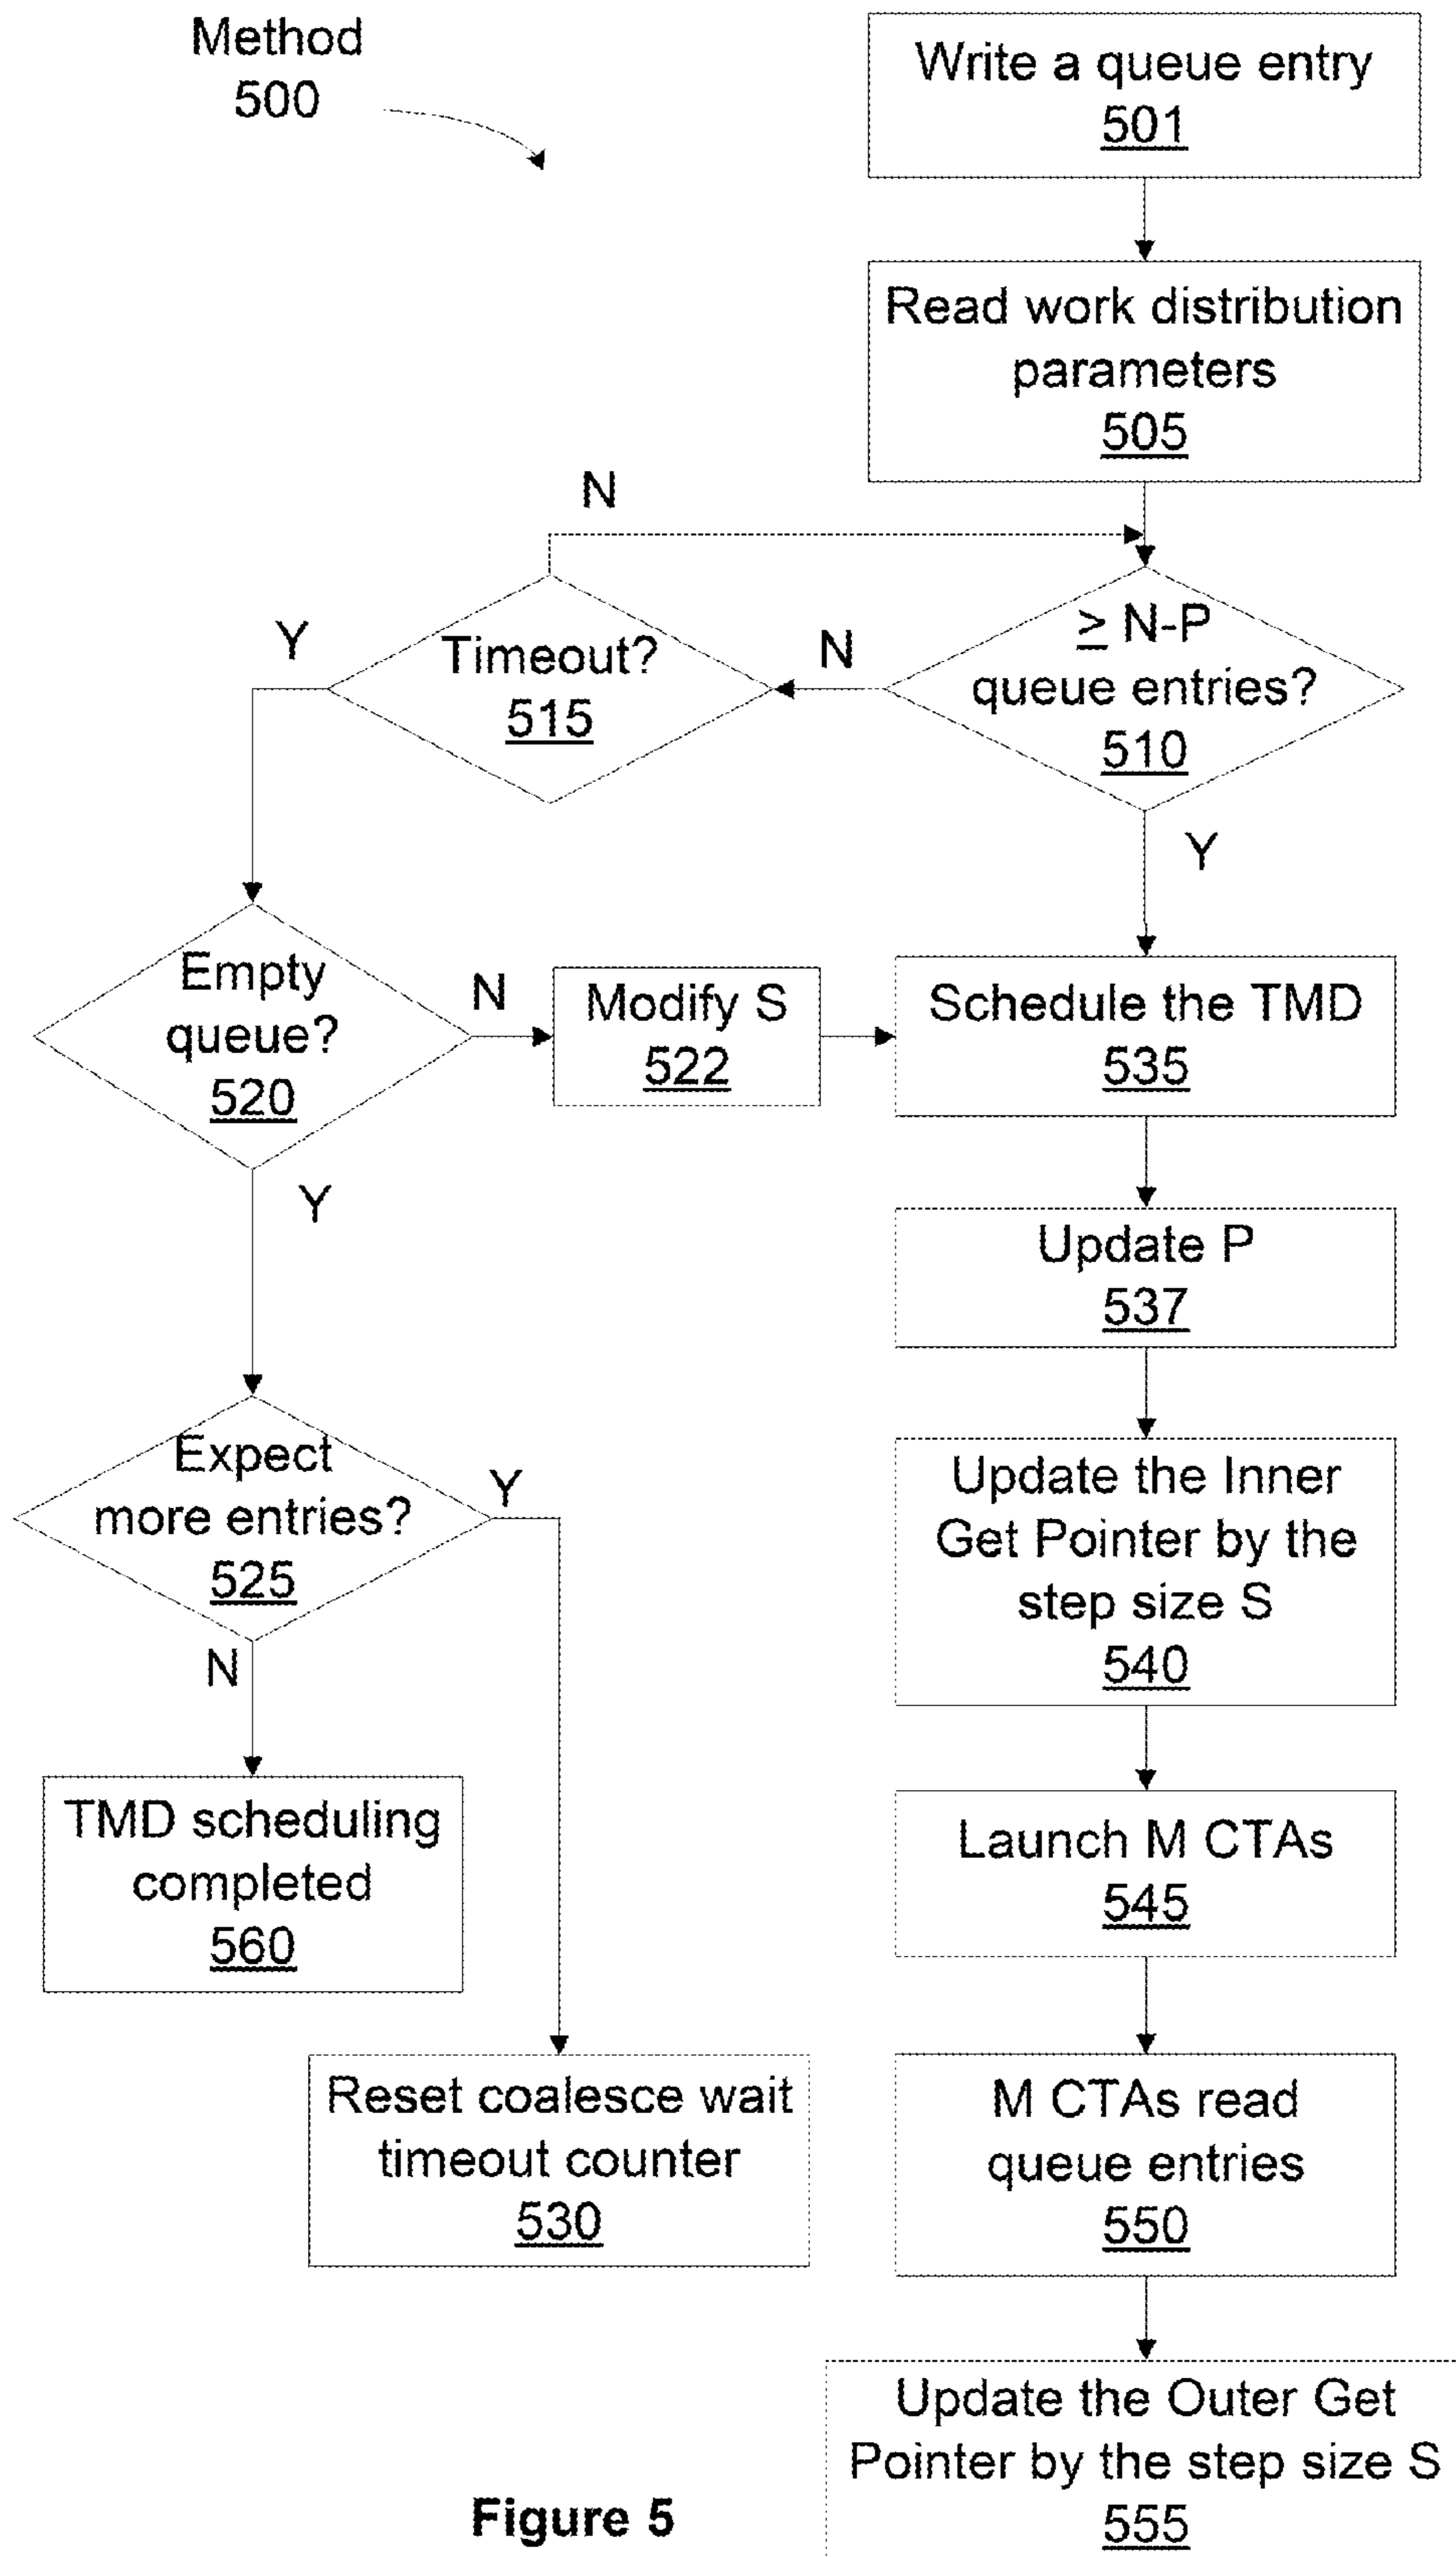 Method
500
Write a queue entry
501
Read work distribution
parameters
505
N
≥ N-P
queue entries?
510
N
Timeout?
515
Y
Y
Empty
queue?
520
N
Modify S
522
Schedule the TMD
535
Y
Update P
537
Expect
more entries?
525
Y
N
Update the Inner
Get Pointer by the
step size S
540
TMD scheduling
completed
560
Launch M CTAs
545
Reset coalesce wait
timeout counter
530
M CTAs read
queue entries
550
Update the Outer Get
Pointer by the step size S
555
Figure 5